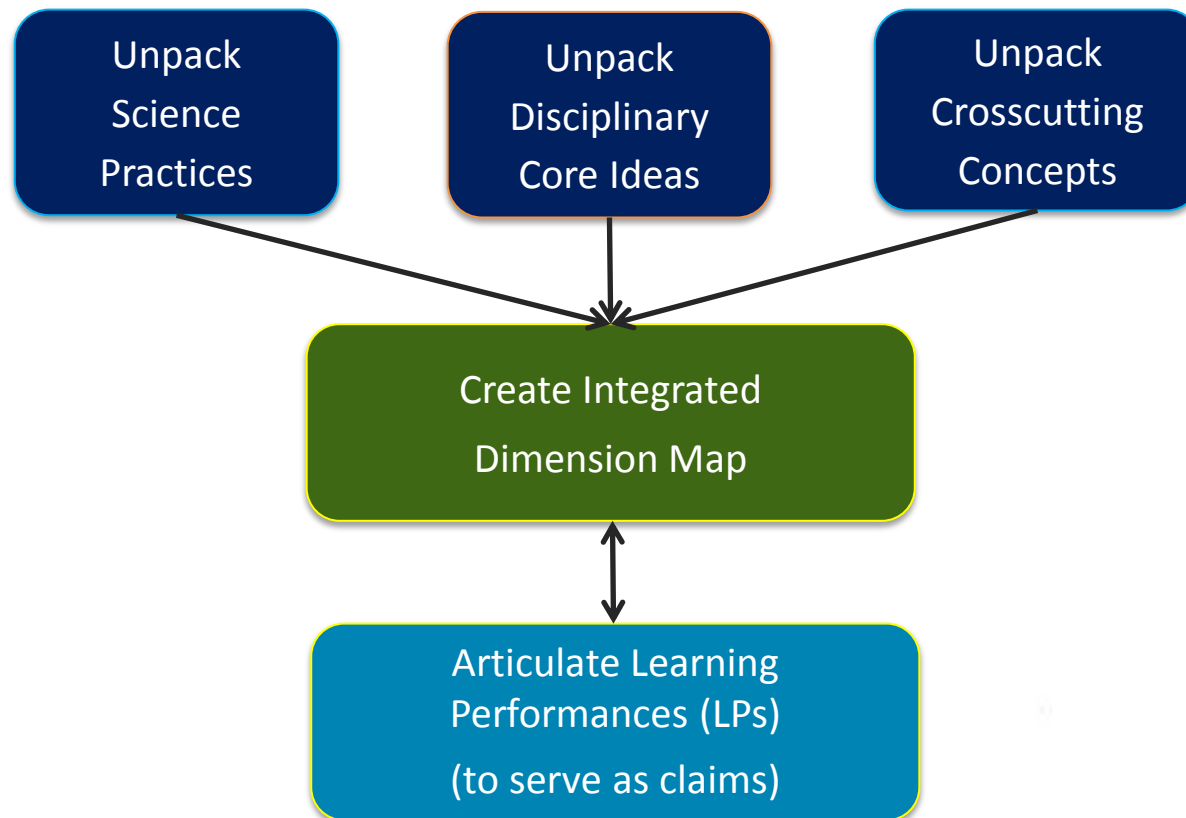 Unpack
Science
Practices
Unpack
Disciplinary
Core Ideas
Unpack
Crosscutting
Concepts
Create Integrated
Dimension Map
Articulate Learning
Performances (LPs)
(to serve as claims)